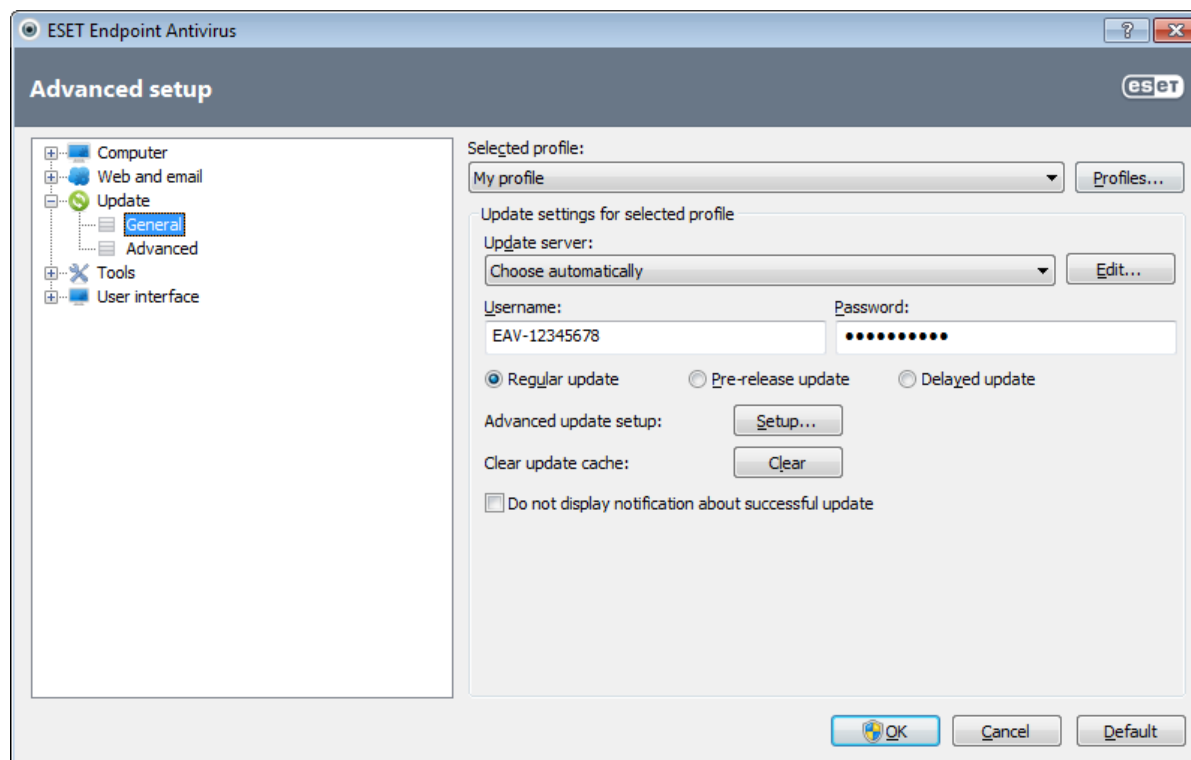 ESET Endpoint Antivirus
?
Advanced setup
eseT
Computer
Web and email
Update
General
Advanced
Tools
User interface
Selected profile:
My profile
Profiles...
Update settings for selected profile
Update server:
Choose automatically
Edit...
Username: Password:
EAV-12345678 ●●●●●●●●●●
Regular update Pre-release update Delayed update
Advanced update setup: Setup...
Clear update cache: Clear
Do not display notification about successful update
OK Cancel Default